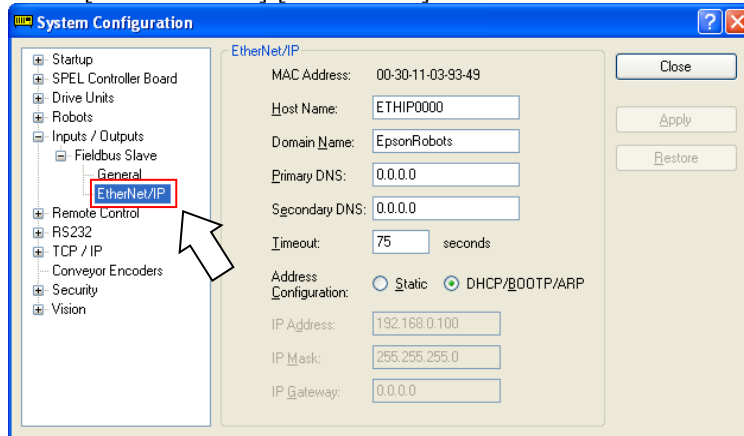 System Configuration
Startup
SPEL Controller Board
Drive Units
Robots
Inputs / Outputs
Fieldbus Slave
General
EtherNet/IP
Remote Control
RS232
TCP / IP
Conveyor Encoders
Security
Vision
EtherNet/IP
MAC Address: 00-30-11-03-93-49
Host Name: ETHIP0000
Domain Name: EpsonRobots
Primary DNS: 0.0.0.0
Secondary DNS: 0.0.0.0
Timeout: 75 seconds
Address
Configuration: Static DHCP/BOOTP/ARP
IP Address: 192.168.0.100
IP Mask: 255.255.255.0
IP Gateway: 0.0.0.0
Close
Apply
Restore